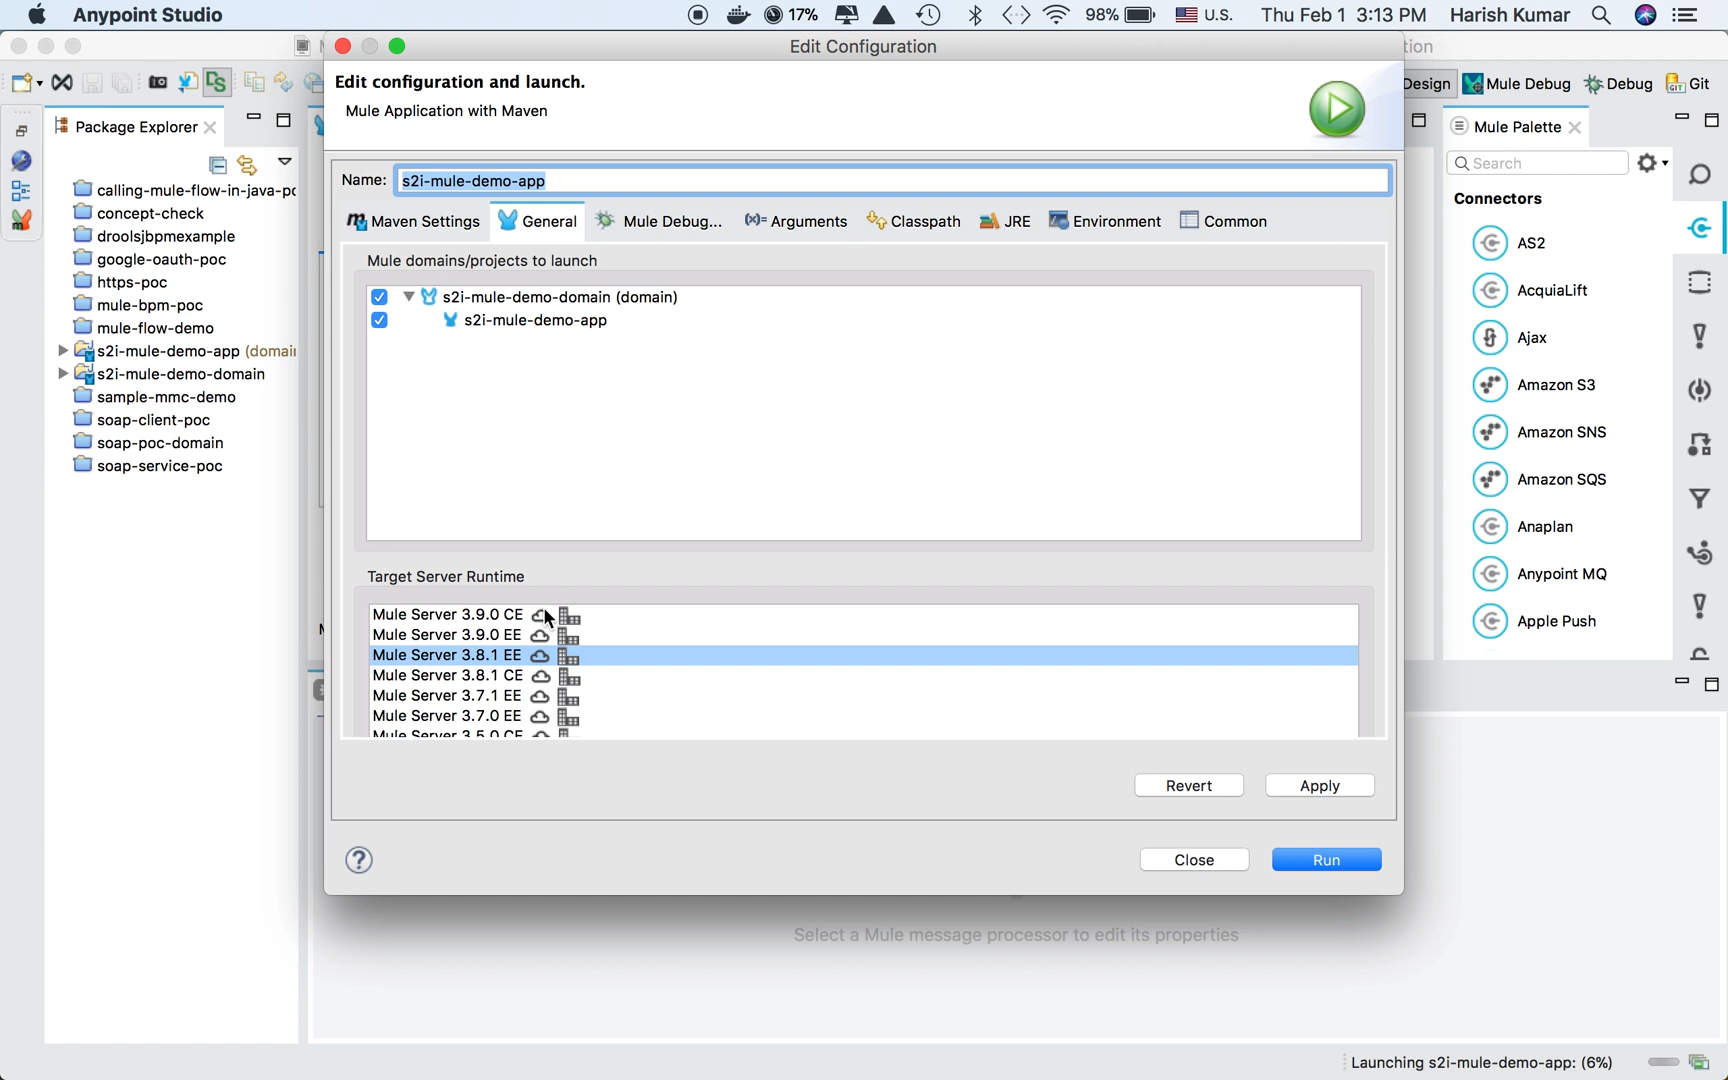 Anypoint Studio 17% 98% U.S. Thu Feb 1 3:13 PM Harish Kumar
Edit Configuration
tion
Edit configuration and launch.
Mule Application with Maven
Design Mule Debug Debug Git
Package Explorer
calling-mule-flow-in-java-pc
concept-check
droolsjbpmexample
google-oauth-poc
https-poc
mule-bpm-poc
mule-flow-demo
s2i-mule-demo-app (domain
s2i-mule-demo-domain
sample-mmc-demo
soap-client-poc
soap-poc-domain
soap-service-poc
Name: s2i-mule-demo-app
Maven Settings General Mule Debug... Arguments Classpath JRE Environment Common
Mule domains/projects to launch
s2i-mule-demo-domain (domain)
s2i-mule-demo-app
Target Server Runtime
Mule Server 3.9.0 CE
Mule Server 3.9.0 EE
Mule Server 3.8.1 EE
Mule Server 3.8.1 CE
Mule Server 3.7.1 EE
Mule Server 3.7.0 EE
Mule Server 3.5.0 CE
Revert Apply
Close Run
Mule Palette
Search
Connectors
AS2
AcquiaLift
Ajax
Amazon S3
Amazon SNS
Amazon SQS
Anaplan
Anypoint MQ
Apple Push
Select a Mule message processor to edit its properties
Launching s2i-mule-demo-app: (6%)